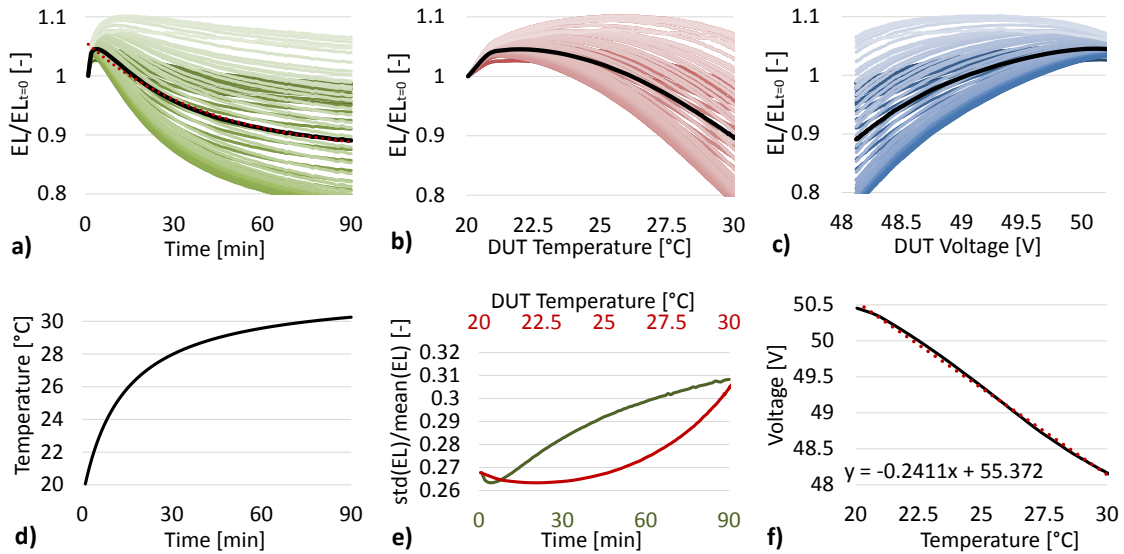 1.1
1
0.9
0.8
EL/EL t=0 [-]
0 30 60 90
Time [min]
a)
1.1
1
0.9
0.8
EL/EL t=0 [-]
20 22.5 25 27.5 30
DUT Temperature [°C]
b)
1.1
1
0.9
0.8
EL/EL t=0 [-]
48 48.5 49 49.5 50
DUT Voltage [V]
c)
30
28
26
24
22
20
Temperature [°C]
0 30 60 90
Time [min]
d)
DUT Temperature [°C]
20 22.5 25 27.5 30
0.32
0.31
0.3
0.29
0.28
0.27
0.26
std(EL)/mean(EL) [-]
0 30 60 90
Time [min]
e)
50.5
50
49.5
49
48.5
48
Voltage [V]
y = -0.2411x + 55.372
20 22.5 25 27.5 30
Temperature [°C]
f)